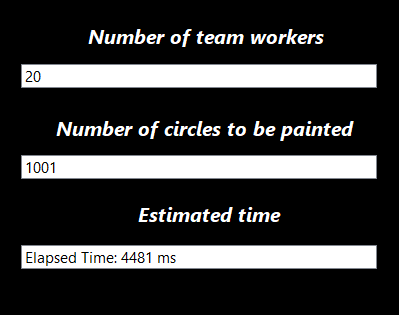 Number of team workers
20
Number of circles to be painted
1001
Estimated time
Elapsed Time: 4481 ms